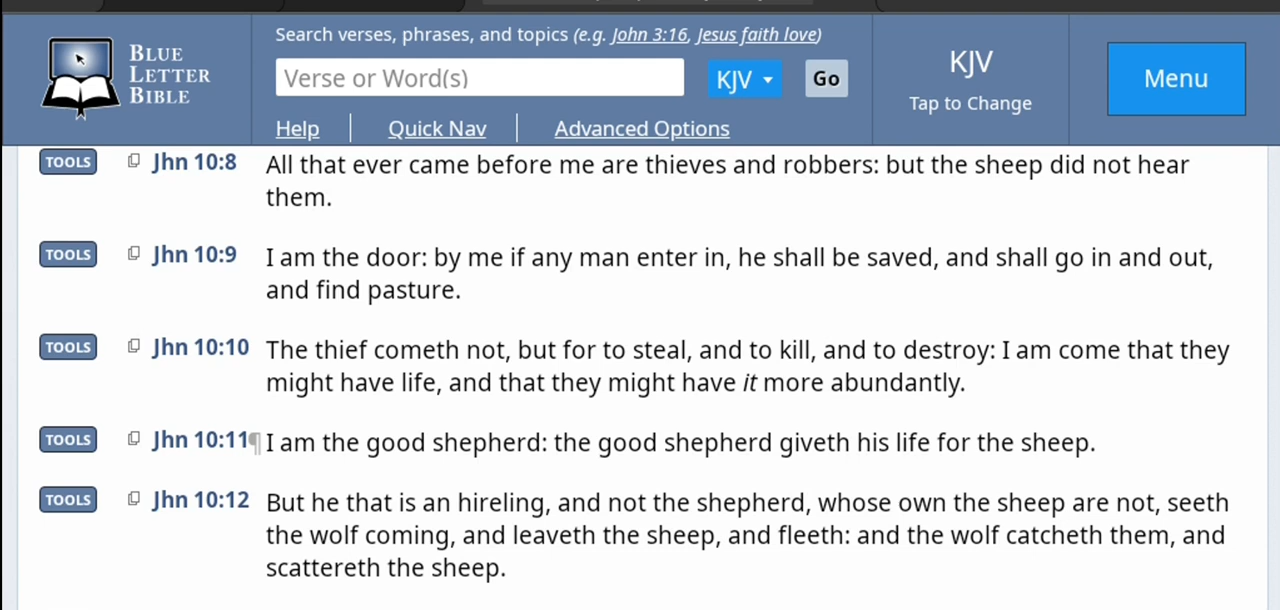 BLUE
LETTER
BIBLE
Search verses, phrases, and topics (e.g. John 3:16, Jesus faith love)
Verse or Word(s)
KJV
Go
Help
Quick Nav
Advanced Options
KJV
Tap to Change
Menu
TOOLS Jhn 10:8 All that ever came before me are thieves and robbers: but the sheep did not hear
them.
TOOLS Jhn 10:9 I am the door: by me if any man enter in, he shall be saved, and shall go in and out,
and find pasture.
TOOLS Jhn 10:10 The thief cometh not, but for to steal, and to kill, and to destroy: I am come that they
might have life, and that they might have it more abundantly.
TOOLS Jhn 10:11 ¶ I am the good shepherd: the good shepherd giveth his life for the sheep.
TOOLS Jhn 10:12 But he that is an hireling, and not the shepherd, whose own the sheep are not, seeth
the wolf coming, and leaveth the sheep, and fleeth: and the wolf catcheth them, and
scattereth the sheep.